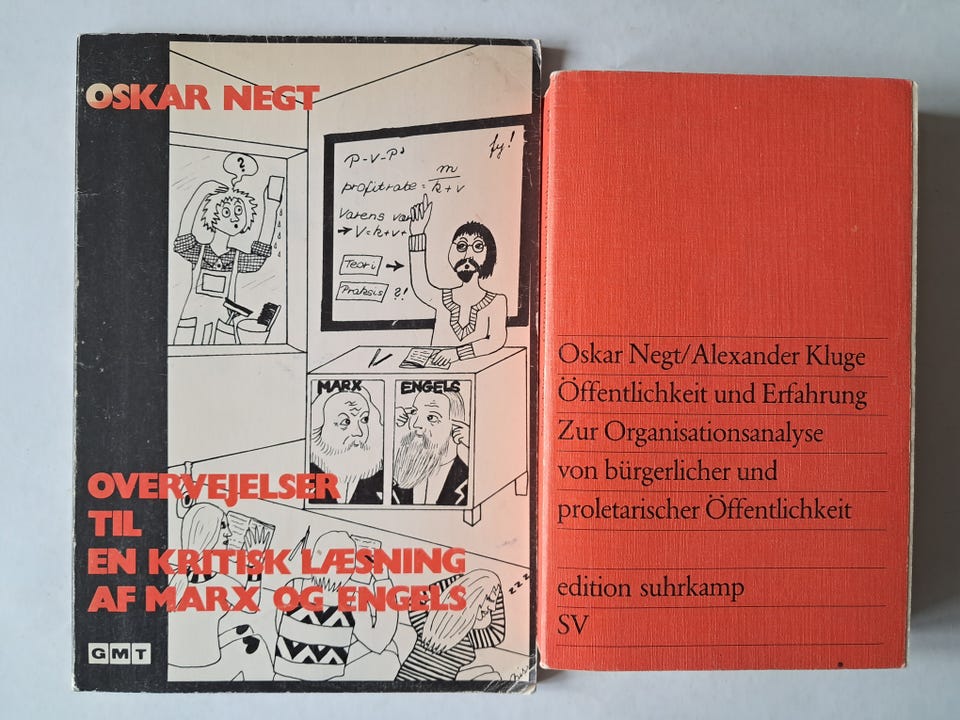 OSKAR NEGT
?
P-V-P'
fy!
profitrate = m
k+v
Varens
→ V=k+v+
Teori →
Praksis ?!
MARX ENGELS
OVERVEJELSER
TIL
EN KRITISK LÆSNING
AF MARX OG ENGELS
zzz
GMT
Oskar Negt/Alexander Kluge
Öffentlichkeit und Erfahrung
Zur Organisationsanalyse
von bürgerlicher und
proletarischer Öffentlichkeit
edition suhrkamp
SV